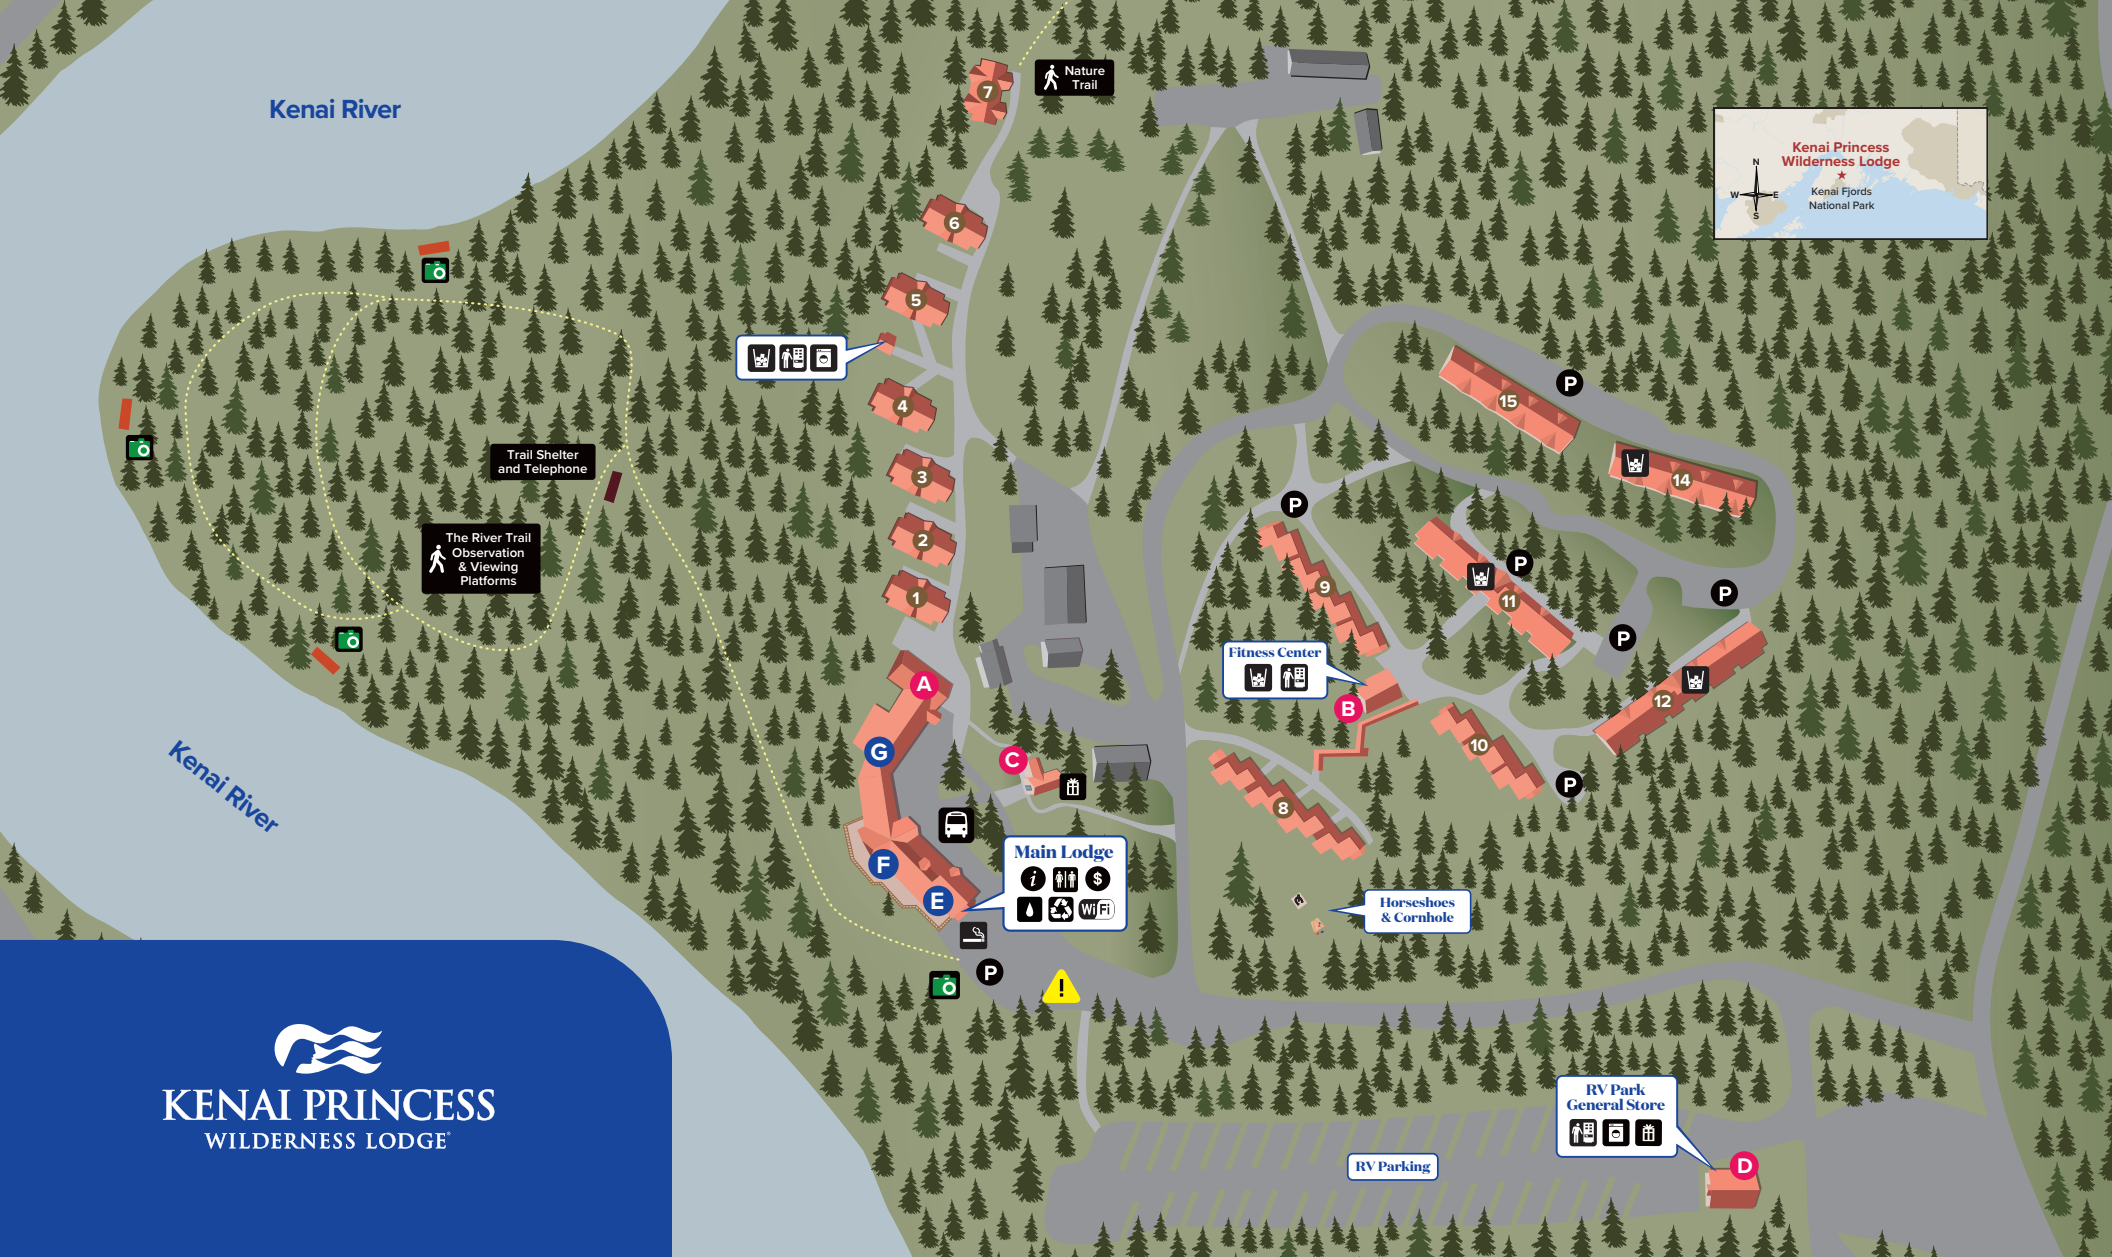 Kenai River
7
Nature
Trail
Kenai Princess
Wilderness Lodge
N
W
E
S
Kenai Fjords
National Park
6
5
4
3
2
1
15
P
14
P
9
11
P
P
P
12
Trail Shelter
and Telephone
The River Trail
Observation
& Viewing
Platforms
Fitness Center
A
B
10
P
G
C
8
Kenai River
Main Lodge
i
$
WiFi
F
E
Horseshoes
& Cornhole
P
!
KENAI PRINCESS
WILDERNESS LODGE®
RV Park
General Store
RV Parking
D